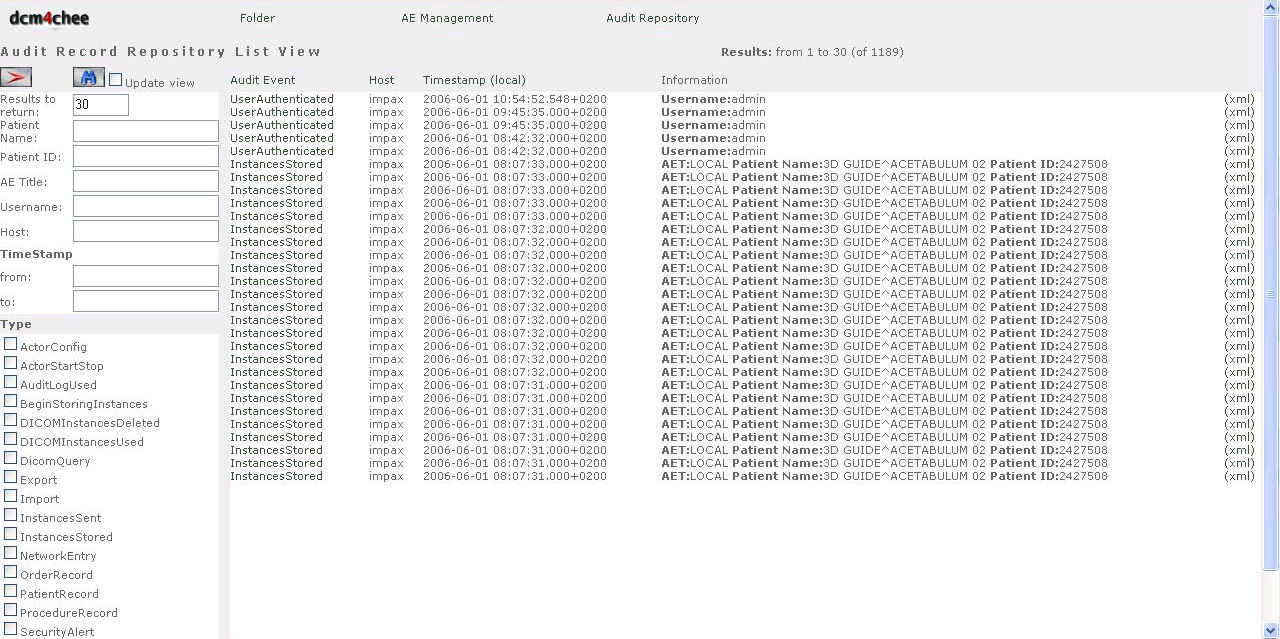 dcm4chee Folder AE Management Audit Repository
Audit Record Repository List View Results: from 1 to 30 (of 1189)
Update view
Results to return: 30
Patient Name:
Patient ID:
AE Title:
Username:
Host:
TimeStamp
from:
to:
Type
ActorConfig
ActorStartStop
AuditLogUsed
BeginStoringInstances
DICOMInstancesDeleted
DICOMInstancesUsed
DicomQuery
Export
Import
InstancesSent
InstancesStored
NetworkEntry
OrderRecord
PatientRecord
ProcedureRecord
SecurityAlert
Audit Event Host Timestamp (local) Information
UserAuthenticated impax 2006-06-01 10:54:52.548+0200 Username:admin (xml)
UserAuthenticated impax 2006-06-01 09:45:35.000+0200 Username:admin (xml)
UserAuthenticated impax 2006-06-01 09:45:35.000+0200 Username:admin (xml)
UserAuthenticated impax 2006-06-01 08:42:32.000+0200 Username:admin (xml)
UserAuthenticated impax 2006-06-01 08:42:32.000+0200 Username:admin (xml)
InstancesStored impax 2006-06-01 08:07:33.000+0200 AET:LOCAL Patient Name:3D GUIDE^ACETABULUM 02 Patient ID:2427508 (xml)
InstancesStored impax 2006-06-01 08:07:33.000+0200 AET:LOCAL Patient Name:3D GUIDE^ACETABULUM 02 Patient ID:2427508 (xml)
InstancesStored impax 2006-06-01 08:07:33.000+0200 AET:LOCAL Patient Name:3D GUIDE^ACETABULUM 02 Patient ID:2427508 (xml)
InstancesStored impax 2006-06-01 08:07:33.000+0200 AET:LOCAL Patient Name:3D GUIDE^ACETABULUM 02 Patient ID:2427508 (xml)
InstancesStored impax 2006-06-01 08:07:33.000+0200 AET:LOCAL Patient Name:3D GUIDE^ACETABULUM 02 Patient ID:2427508 (xml)
InstancesStored impax 2006-06-01 08:07:32.000+0200 AET:LOCAL Patient Name:3D GUIDE^ACETABULUM 02 Patient ID:2427508 (xml)
InstancesStored impax 2006-06-01 08:07:32.000+0200 AET:LOCAL Patient Name:3D GUIDE^ACETABULUM 02 Patient ID:2427508 (xml)
InstancesStored impax 2006-06-01 08:07:32.000+0200 AET:LOCAL Patient Name:3D GUIDE^ACETABULUM 02 Patient ID:2427508 (xml)
InstancesStored impax 2006-06-01 08:07:32.000+0200 AET:LOCAL Patient Name:3D GUIDE^ACETABULUM 02 Patient ID:2427508 (xml)
InstancesStored impax 2006-06-01 08:07:32.000+0200 AET:LOCAL Patient Name:3D GUIDE^ACETABULUM 02 Patient ID:2427508 (xml)
InstancesStored impax 2006-06-01 08:07:32.000+0200 AET:LOCAL Patient Name:3D GUIDE^ACETABULUM 02 Patient ID:2427508 (xml)
InstancesStored impax 2006-06-01 08:07:32.000+0200 AET:LOCAL Patient Name:3D GUIDE^ACETABULUM 02 Patient ID:2427508 (xml)
InstancesStored impax 2006-06-01 08:07:32.000+0200 AET:LOCAL Patient Name:3D GUIDE^ACETABULUM 02 Patient ID:2427508 (xml)
InstancesStored impax 2006-06-01 08:07:32.000+0200 AET:LOCAL Patient Name:3D GUIDE^ACETABULUM 02 Patient ID:2427508 (xml)
InstancesStored impax 2006-06-01 08:07:32.000+0200 AET:LOCAL Patient Name:3D GUIDE^ACETABULUM 02 Patient ID:2427508 (xml)
InstancesStored impax 2006-06-01 08:07:32.000+0200 AET:LOCAL Patient Name:3D GUIDE^ACETABULUM 02 Patient ID:2427508 (xml)
InstancesStored impax 2006-06-01 08:07:32.000+0200 AET:LOCAL Patient Name:3D GUIDE^ACETABULUM 02 Patient ID:2427508 (xml)
InstancesStored impax 2006-06-01 08:07:31.000+0200 AET:LOCAL Patient Name:3D GUIDE^ACETABULUM 02 Patient ID:2427508 (xml)
InstancesStored impax 2006-06-01 08:07:31.000+0200 AET:LOCAL Patient Name:3D GUIDE^ACETABULUM 02 Patient ID:2427508 (xml)
InstancesStored impax 2006-06-01 08:07:31.000+0200 AET:LOCAL Patient Name:3D GUIDE^ACETABULUM 02 Patient ID:2427508 (xml)
InstancesStored impax 2006-06-01 08:07:31.000+0200 AET:LOCAL Patient Name:3D GUIDE^ACETABULUM 02 Patient ID:2427508 (xml)
InstancesStored impax 2006-06-01 08:07:31.000+0200 AET:LOCAL Patient Name:3D GUIDE^ACETABULUM 02 Patient ID:2427508 (xml)
InstancesStored impax 2006-06-01 08:07:31.000+0200 AET:LOCAL Patient Name:3D GUIDE^ACETABULUM 02 Patient ID:2427508 (xml)
InstancesStored impax 2006-06-01 08:07:31.000+0200 AET:LOCAL Patient Name:3D GUIDE^ACETABULUM 02 Patient ID:2427508 (xml)
InstancesStored impax 2006-06-01 08:07:31.000+0200 AET:LOCAL Patient Name:3D GUIDE^ACETABULUM 02 Patient ID:2427508 (xml)